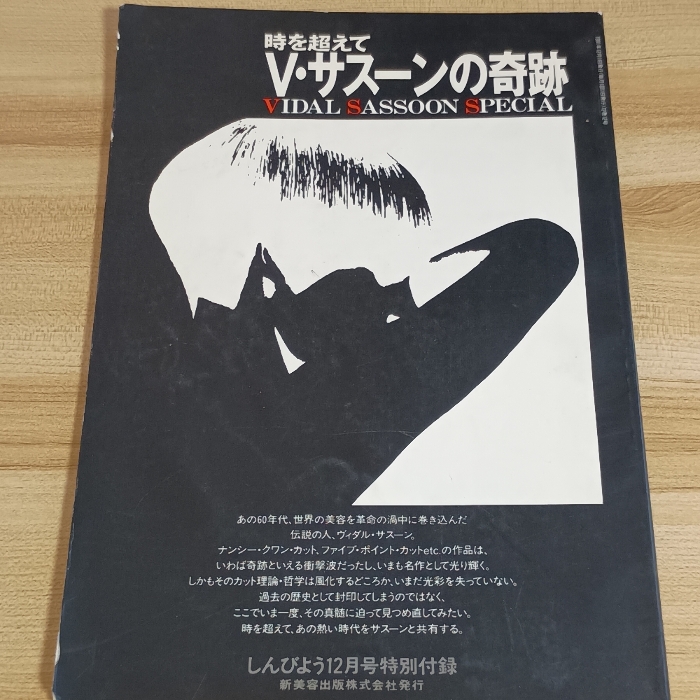 時を超えて
V・サスーンの奇跡
VIDAL SASSOON SPECIAL
あの60年代、世界の美容を革命の渦中に巻き込んだ
伝説の人、ヴィダル・サスーン。
ナンシー・クワン・カット、ファイブ・ポイント・カットetc.の作品は、
いわば奇跡といえる衝撃波だったし、いまも名作として光り輝く。
しかもそのカット理論・哲学は風化するどころか、いまだ光彩を失っていない。
過去の歴史として封印してしまうのではなく、
ここでいま一度、その真髄に迫って見つめ直してみたい。
時を超えて、あの熱い時代をサスーンと共有する。
しんびよう12月号特別付録
新美容出版株式会社発行